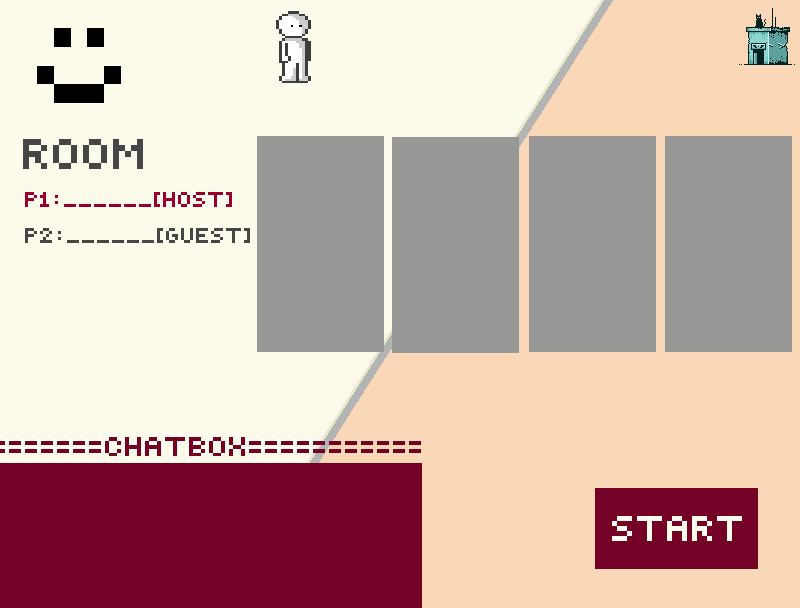 ROOM
P1:______[HOST]
P2:______[GUEST]
=======CHATBOX===========
START